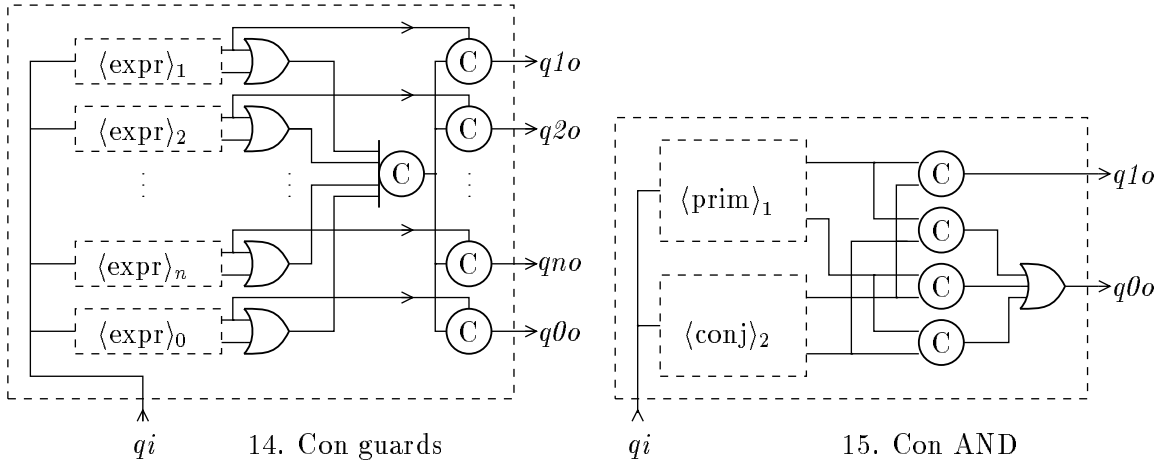 ⟨expr⟩1
C
q1o
⟨expr⟩2
C
q2o
C
⟨expr⟩n
C
qno
⟨expr⟩0
C
q0o
qi
14. Con guards
⟨prim⟩1
C
q1o
C
C
q0o
⟨conj⟩2
C
qi
15. Con AND